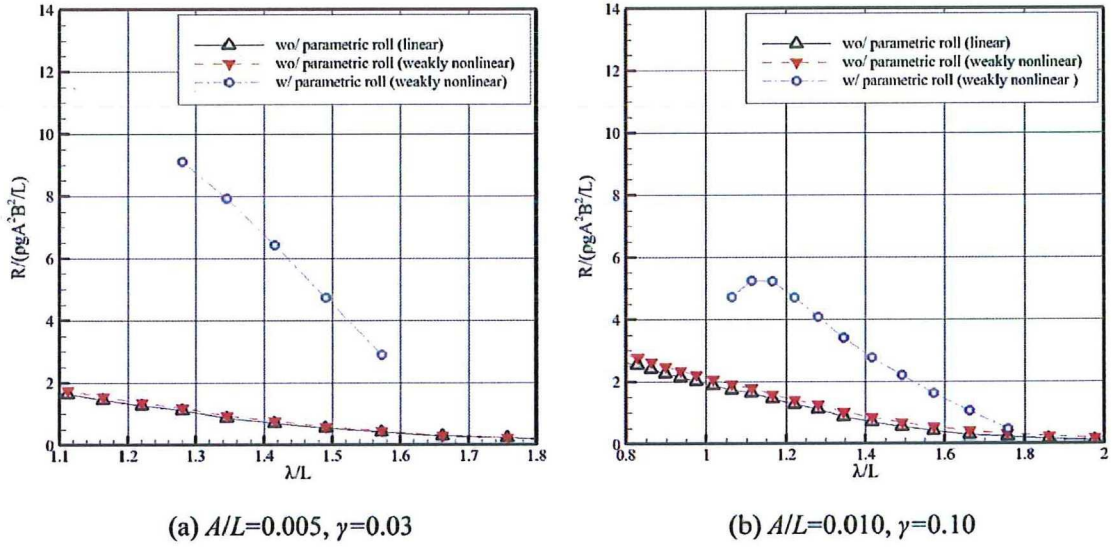 14
12
10
8
6
4
2
0
R/(ρgA²B²/L)
wo/ parametric roll (linear)
wo/ parametric roll (weakly nonlinear)
w/ parametric roll (weakly nonlinear)
1.1 1.2 1.3 1.4 1.5 1.6 1.7 1.8
λ/L
(a) A/L=0.005, γ=0.03
14
12
10
8
6
4
2
0
R/(ρgA²B²/L)
wo/ parametric roll (linear)
wo/ parametric roll (weakly nonlinear)
w/ parametric roll (weakly nonlinear )
0.8 1 1.2 1.4 1.6 1.8 2
λ/L
(b) A/L=0.010, γ=0.10